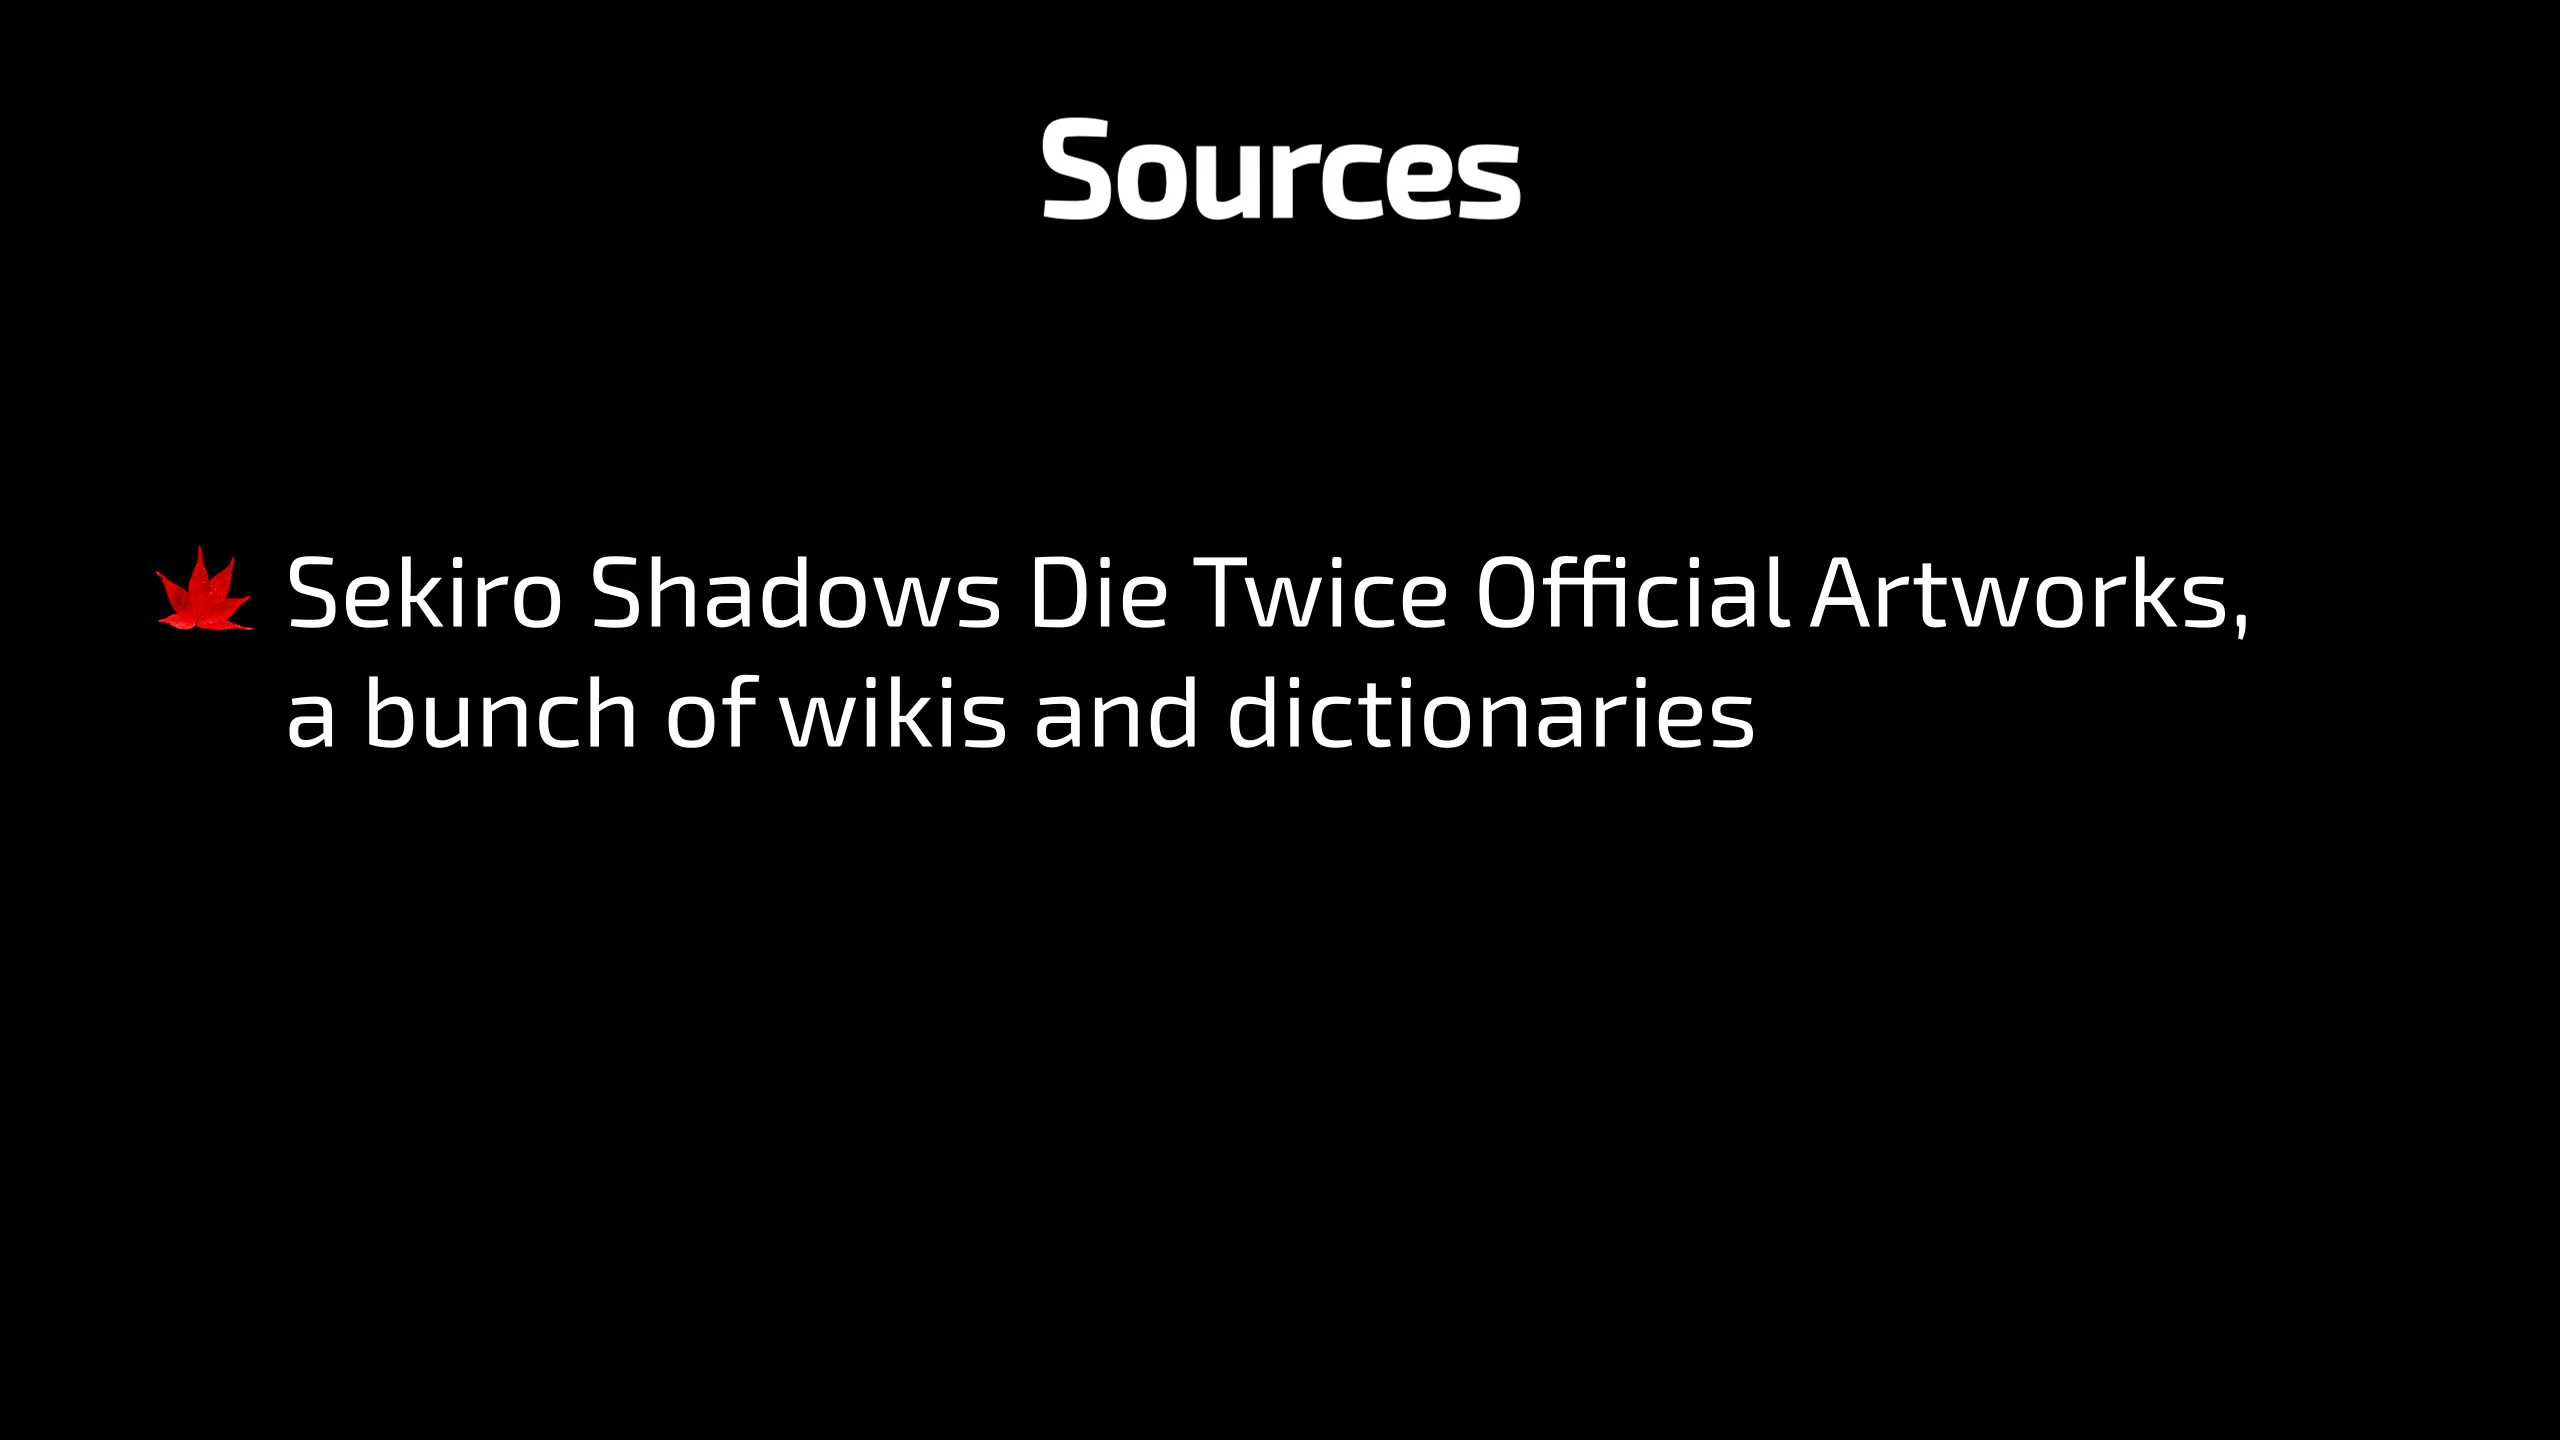 Sources
Sekiro Shadows Die Twice Official Artworks,
a bunch of wikis and dictionaries